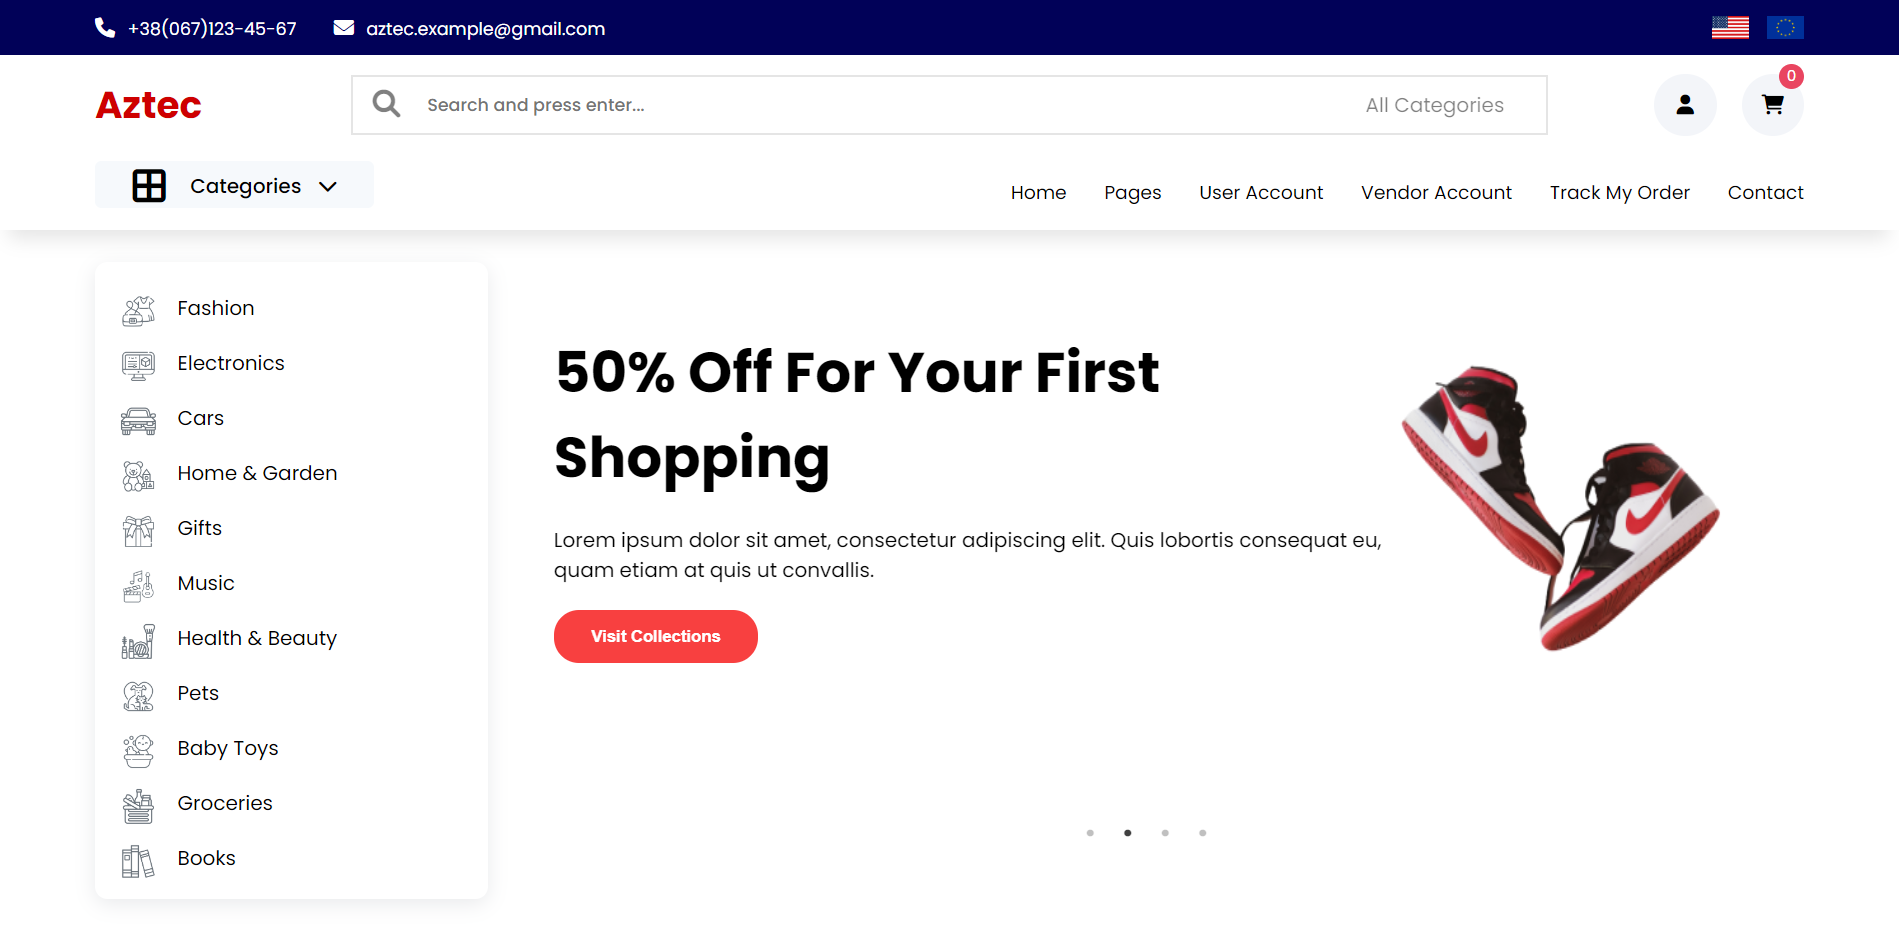 +38(067)123-45-67
aztec.example@gmail.com
Aztec
Search and press enter...
All Categories
0
Categories
Home
Pages
User Account
Vendor Account
Track My Order
Contact
Fashion
Electronics
Cars
Home & Garden
Gifts
Music
Health & Beauty
Pets
Baby Toys
Groceries
Books
50% Off For Your First
Shopping
Lorem ipsum dolor sit amet, consectetur adipiscing elit. Quis lobortis consequat eu,
quam etiam at quis ut convallis.
Visit Collections